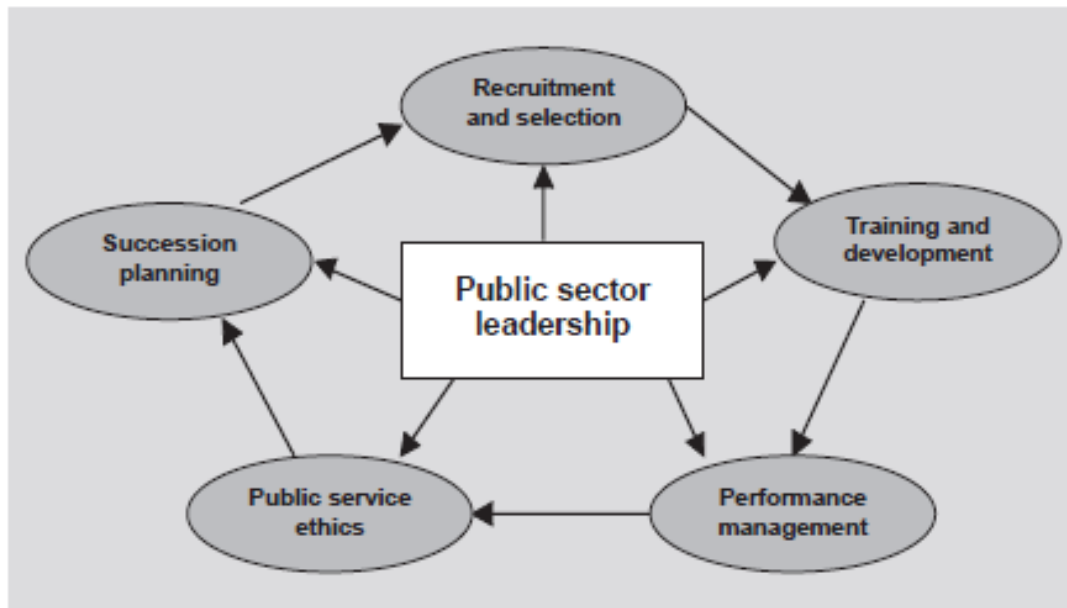 Recruitment
and selection
Succession
planning
Training and
development
Public sector
leadership
Public service
ethics
Performance
management